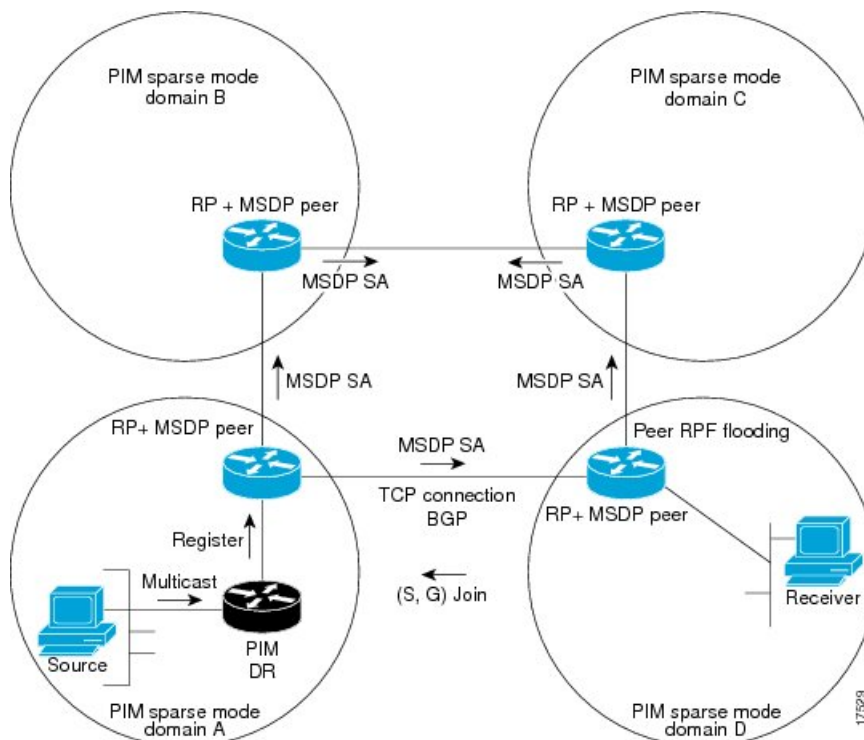 PIM sparse mode
domain B
PIM sparse mode
domain C
RP + MSDP peer
RP + MSDP peer
MSDP SA
MSDP SA
MSDP SA
MSDP SA
RP+ MSDP peer
MSDP SA
Peer RPF flooding
TCP connection
BGP
RP+ MSDP peer
Register
Multicast
(S, G) Join
Receiver
Source
PIM
DR
PIM sparse mode
domain A
PIM sparse mode
domain D
17529